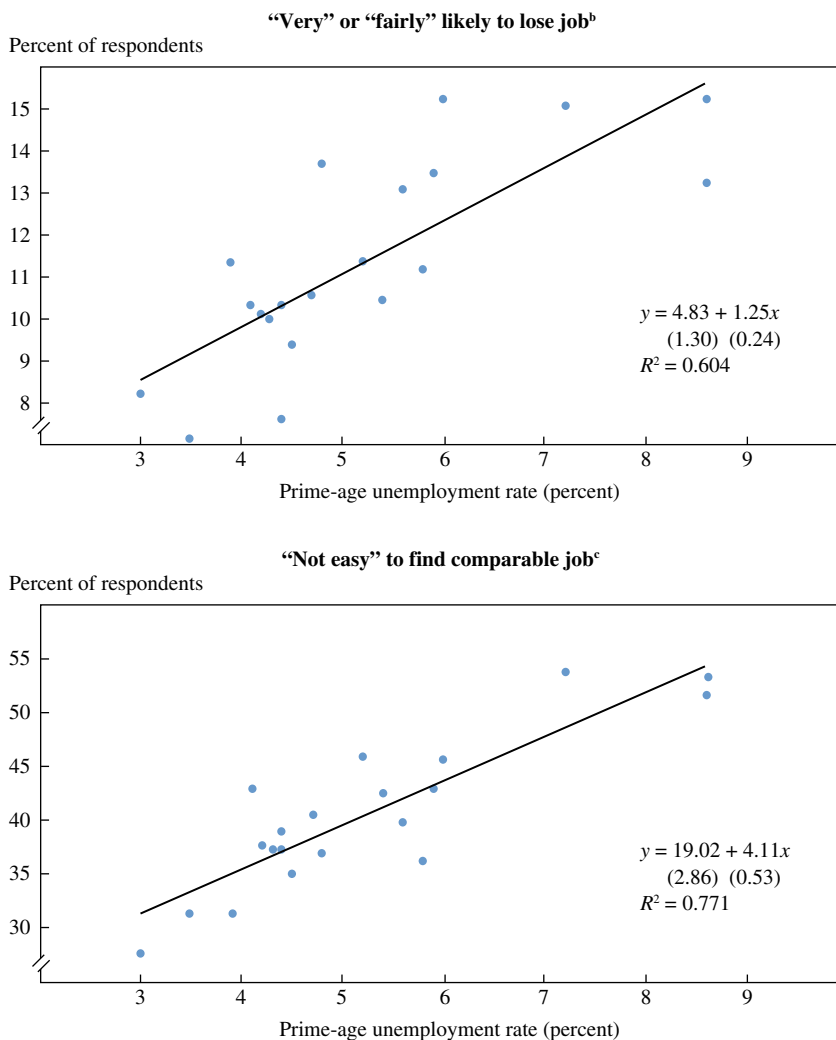 “Very” or “fairly” likely to lose jobᵇ
Percent of respondents
15
14
13
12
11
10
9
8
y = 4.83 + 1.25x
(1.30) (0.24)
R² = 0.604
3 4 5 6 7 8 9
Prime-age unemployment rate (percent)
“Not easy” to find comparable jobᶜ
Percent of respondents
55
50
45
40
35
30
y = 19.02 + 4.11x
(2.86) (0.53)
R² = 0.771
3 4 5 6 7 8 9
Prime-age unemployment rate (percent)